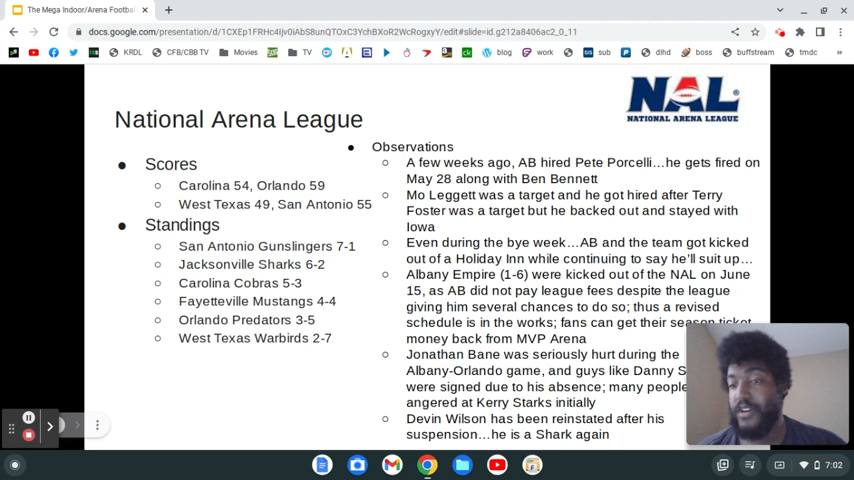 The Mega Indoor/Arena Footba
docs.google.com/presentation/d/1CXEp1FRHc4Ijv0iAbS8unQTOxC3YchBXoR2WcRogxyY/edit#slide=id.g212a8406ac2_0_11
KRDL
CFB/CBB TV
Movies
TV
blog
work
sub
dlhd
boss
buffstream
tmdc
National Arena League
NAL
NATIONAL ARENA LEAGUE
Scores
Carolina 54, Orlando 59
West Texas 49, San Antonio 55
Standings
San Antonio Gunslingers 7-1
Jacksonville Sharks 6-2
Carolina Cobras 5-3
Fayetteville Mustangs 4-4
Orlando Predators 3-5
West Texas Warbirds 2-7
Observations
A few weeks ago, AB hired Pete Porcelli…he gets fired on
May 28 along with Ben Bennett
Mo Leggett was a target and he got hired after Terry
Foster was a target but he backed out and stayed with
Iowa
Even during the bye week…AB and the team got kicked
out of a Holiday Inn while continuing to say he'll suit up…
Albany Empire (1-6) were kicked out of the NAL on June
15, as AB did not pay league fees despite the league
giving him several chances to do so; thus a revised
schedule is in the works; fans can get their season ticket
money back from MVP Arena
Jonathan Bane was seriously hurt during the
Albany-Orlando game, and guys like Danny S
were signed due to his absence; many people
angered at Kerry Starks initially
Devin Wilson has been reinstated after his
suspension…he is a Shark again
7:02